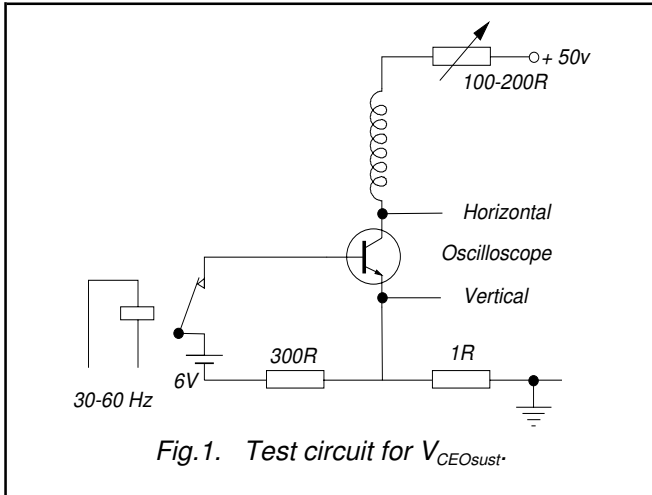 + 50v
100-200R
Horizontal
Oscilloscope
Vertical
300R
1R
6V
30-60 Hz
Fig.1. Test circuit for VCEOsust.